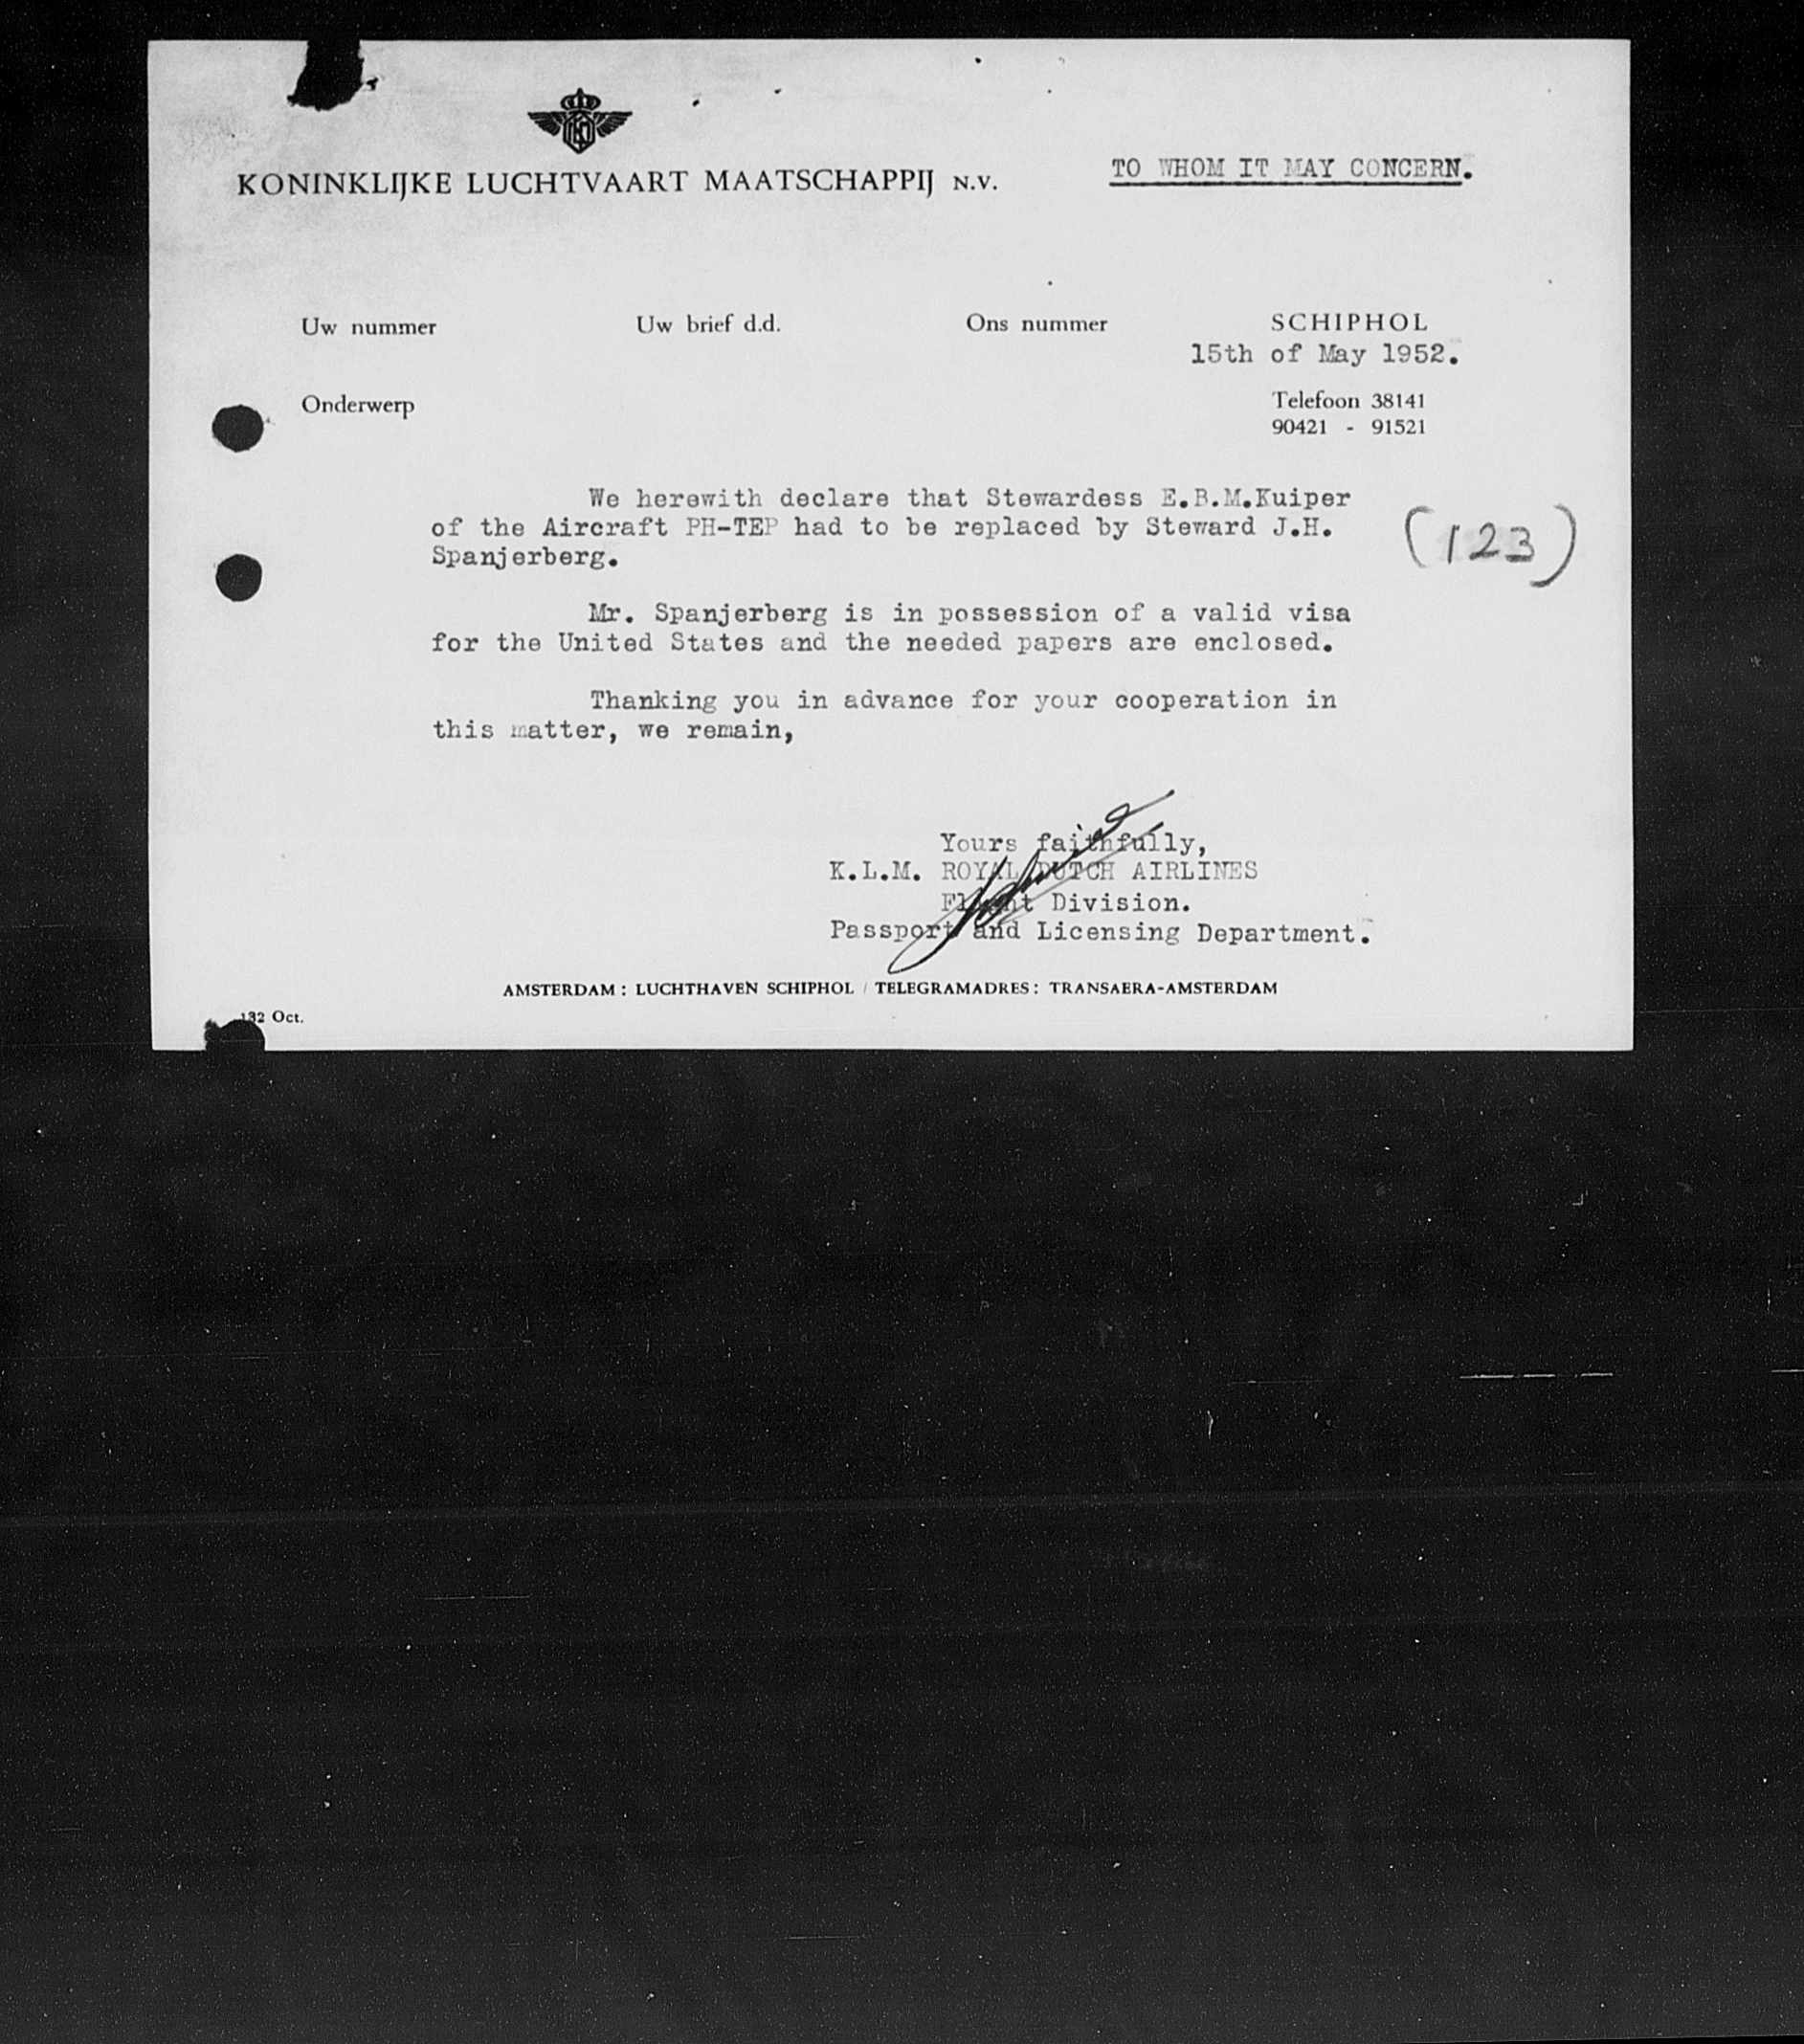 KONINKLIJKE LUCHTVAART MAATSCHAPPIJ N.V.
TO WHOM IT MAY CONCERN.
Uw nummer Uw brief d.d. Ons nummer SCHIPHOL
15th of May 1952.
Onderwerp Telefoon 38141
90421 - 91521
We herewith declare that Stewardess E.B.M.Kuiper
of the Aircraft PH-TEP had to be replaced by Steward J.H.
Spanjerberg.
(123)
Mr. Spanjerberg is in possession of a valid visa
for the United States and the needed papers are enclosed.
Thanking you in advance for your cooperation in
this matter, we remain,
Yours faithfully,
K.L.M. ROYAL DUTCH AIRLINES
Flight Division.
Passport and Licensing Department.
AMSTERDAM: LUCHTHAVEN SCHIPHOL / TELEGRAMADRES: TRANSAERA-AMSTERDAM
132 Oct.